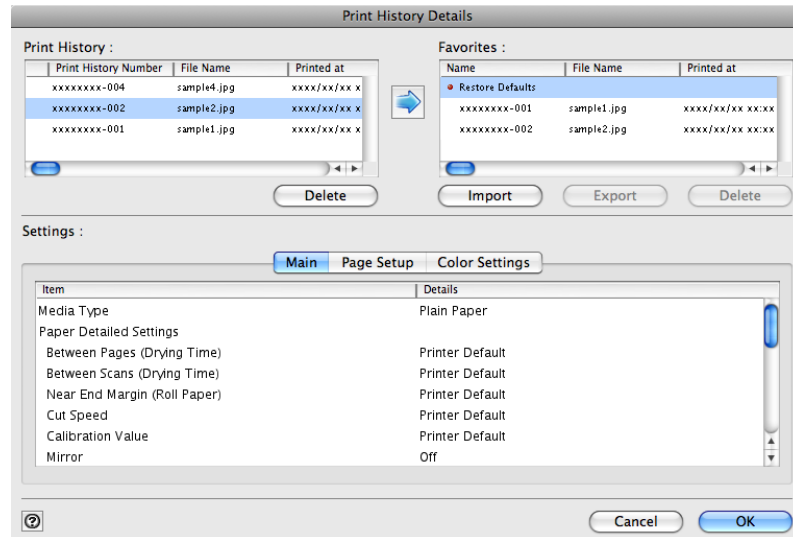 Print History Details
Print History : Favorites :
Print History Number File Name Printed at Name File Name Printed at
xxxxxxxx-004 sample4.jpg xxxx/xx/xx x Restore Defaults
xxxxxxxx-002 sample2.jpg xxxx/xx/xx x xxxxxxxx-001 sample1.jpg xxxx/xx/xx xx:xx
xxxxxxxx-001 sample1.jpg xxxx/xx/xx x xxxxxxxx-002 sample2.jpg xxxx/xx/xx xx:xx
Delete Import Export Delete
Settings :
Main Page Setup Color Settings
Item Details
Media Type Plain Paper
Paper Detailed Settings
Between Pages (Drying Time) Printer Default
Between Scans (Drying Time) Printer Default
Near End Margin (Roll Paper) Printer Default
Cut Speed Printer Default
Calibration Value Printer Default
Mirror Off
? Cancel OK